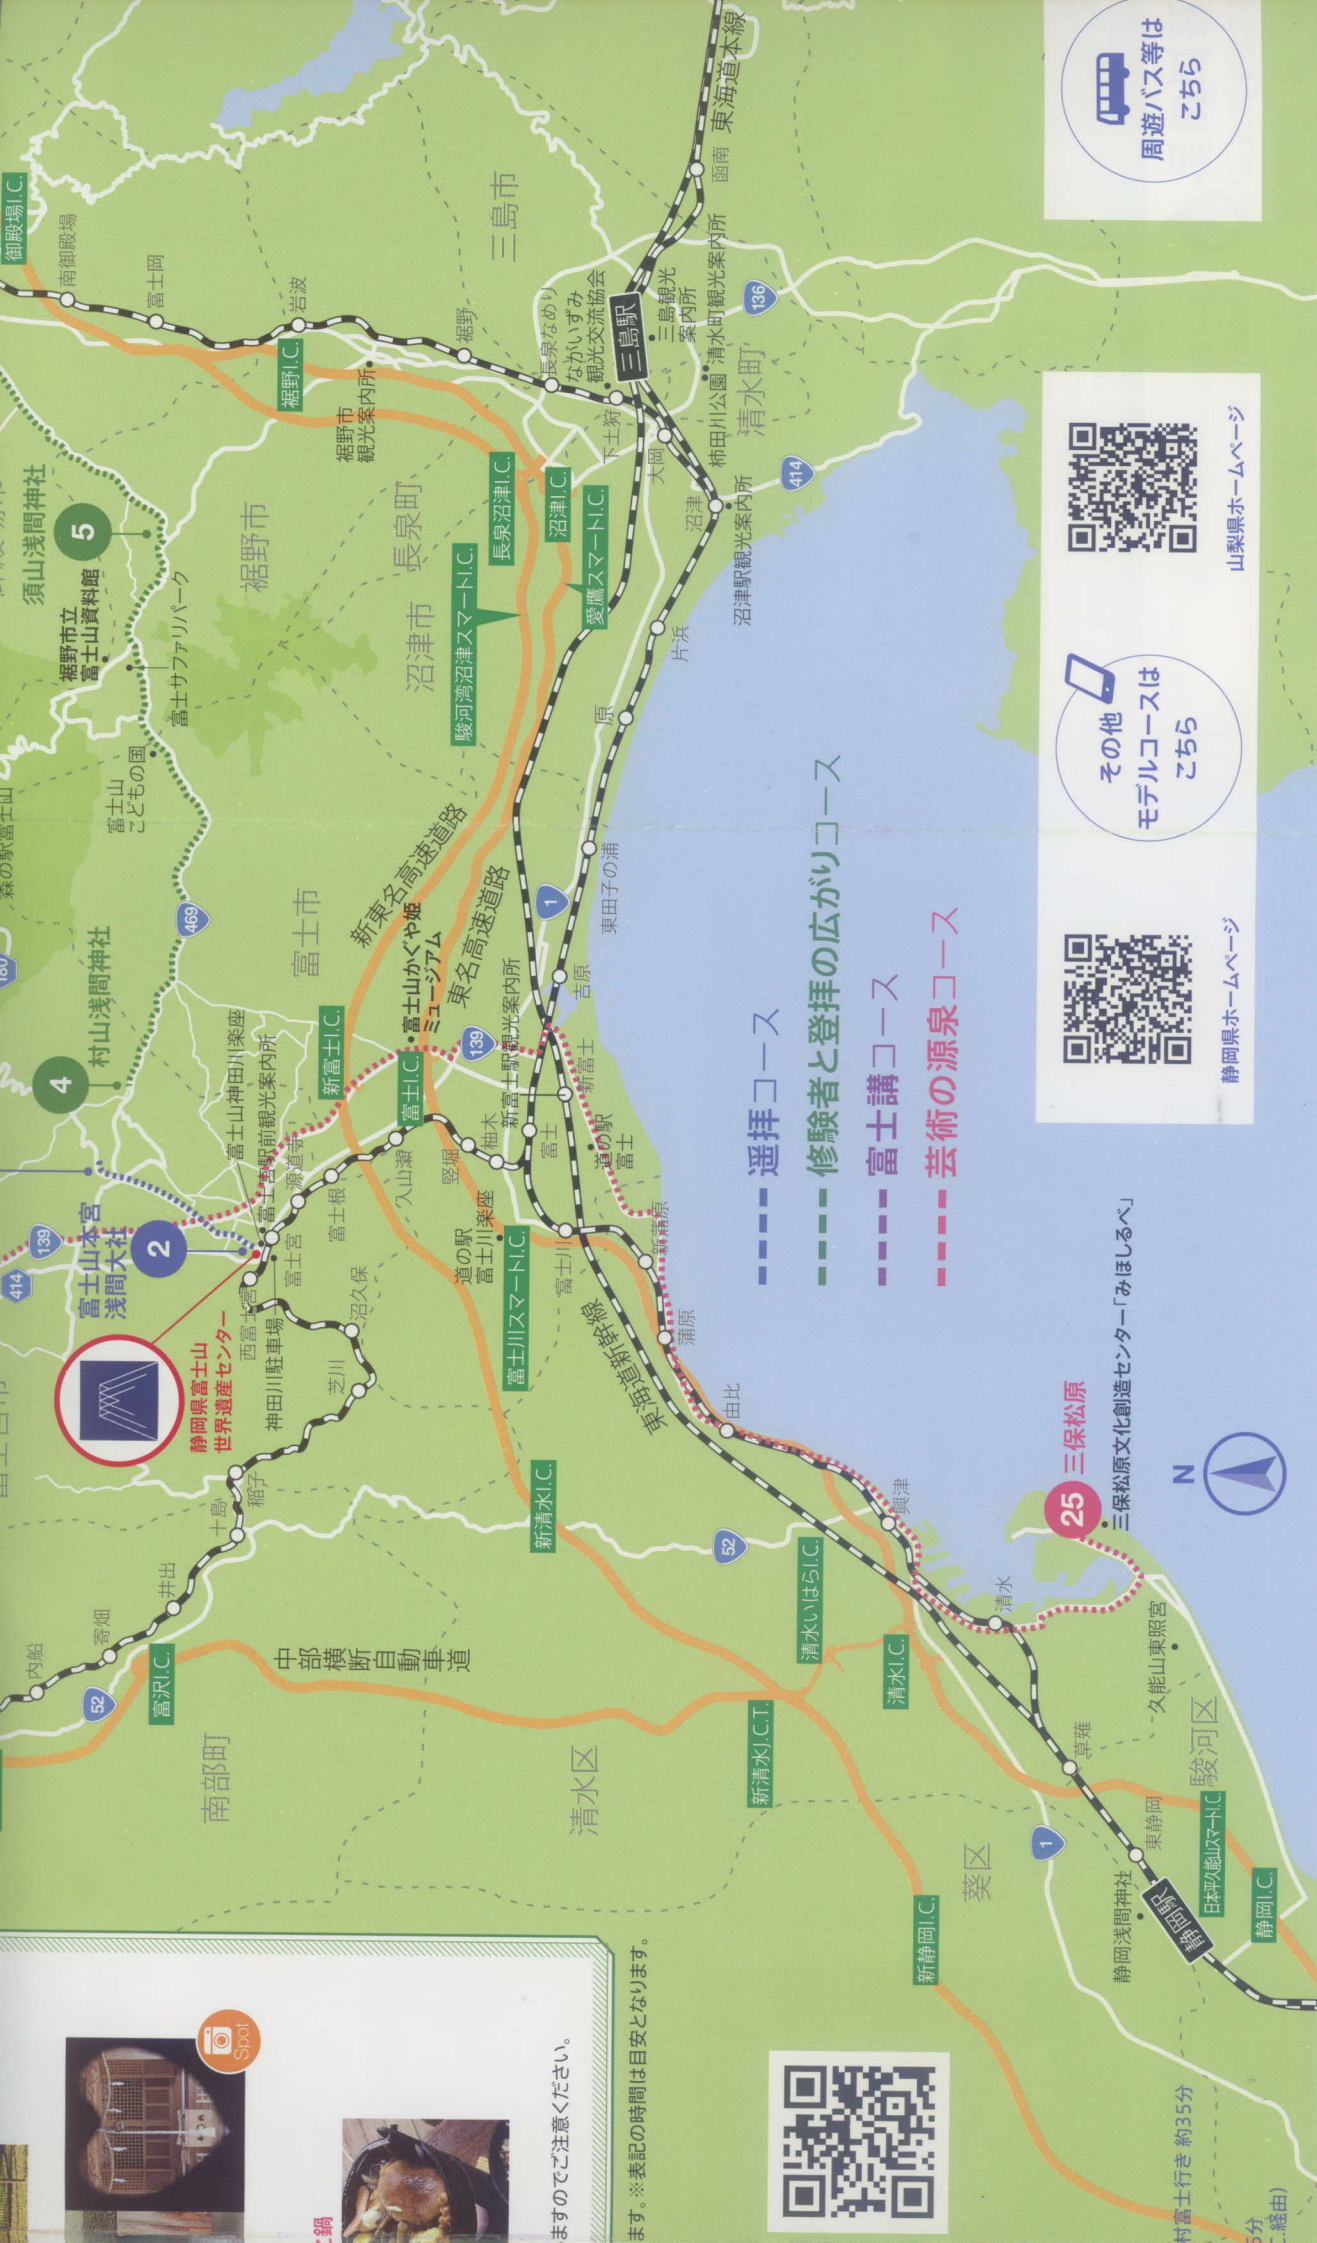 御殿場I.C.
南御殿場
富士岡
岩波
裾野I.C.
裾野市
観光案内所
裾野
長泉なめり
ながいずみ
観光交流協会
三島市
三島駅
三島観光
案内所
函南
東海道本線
柿田川公園
清水町観光案内所
清水町
136
414
下土狩
大岡
沼津
沼津駅観光案内所
長泉沼津I.C.
沼津I.C.
愛鷹スマートI.C.
駿河湾沼津スマートI.C.
長泉町
沼津市
裾野市
須山浅間神社
5
裾野市立
富士山資料館
富士サファリパーク
富士山
こどもの国
469
村山浅間神社
4
富士市
新東名高速道路
東名高速道路
富士山かぐや姫
ミュージアム
片浜
原
東田子の浦
1
吉原
新富士駅観光案内所
139
新富士I.C.
富士I.C.
新富士
富士
道の駅
富士
柚木
竪堀
入山瀬
富士根
源道寺
富士宮
富士山神田川楽座
富士宮駅前観光案内所
富士山本宮
浅間大社
2
139
414
静岡県富士山
世界遺産センター
西富士宮
神田川駐車場
沼久保
芝川
稲子
十島
井出
寄畑
内船
52
富沢I.C.
中部横断自動車道
南部町
道の駅
富士川楽座
富士川スマートI.C.
富士川
新蒲原
蒲原
由比
東海道新幹線
新清水I.C.
52
興津
清水いはらI.C.
清水I.C.
清水
新清水J.C.T.
清水区
草薙
久能山東照宮
駿河区
葵区
1
東静岡
静岡浅間神社
静岡駅
日本平久能山スマートI.C.
静岡I.C.
新静岡I.C.
25
三保松原
三保松原文化創造センター「みほしるべ」
N
遥拝コース
修験者と登拝の広がりコース
富士講コース
芸術の源泉コース
周遊バス等は
こちら
山梨県ホームページ
その他
モデルコースは
こちら
静岡県ホームページ
Spot
鍋
ますのでご注意ください。
ます。※表記の時間は目安となります。
村富士行き 約35分
5分
経由)